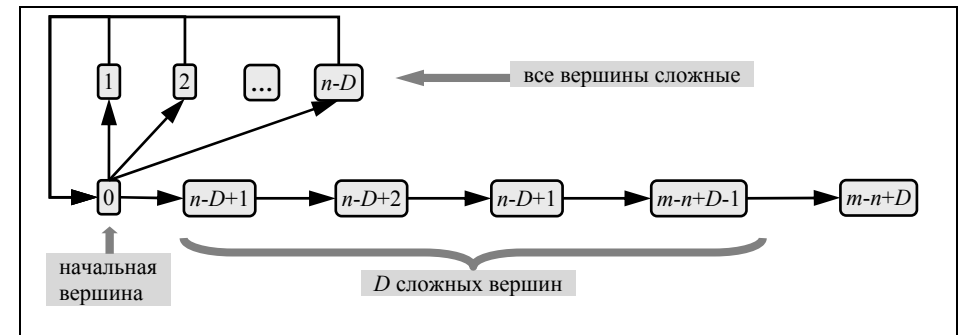 1
2
...
n-D
все вершины сложные
0
n-D+1
n-D+2
n-D+1
m-n+D-1
m-n+D
начальная
вершина
D сложных вершин